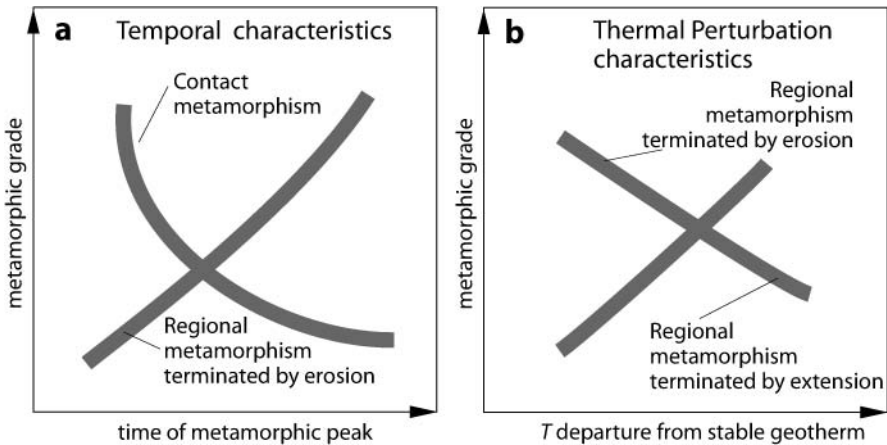 a Temporal characteristics
Contact
metamorphism
Regional
metamorphism
terminated by erosion
metamorphic grade
time of metamorphic peak
b Thermal Perturbation
characteristics
Regional
metamorphism
terminated by erosion
Regional
metamorphism
terminated by extension
metamorphic grade
T departure from stable geotherm